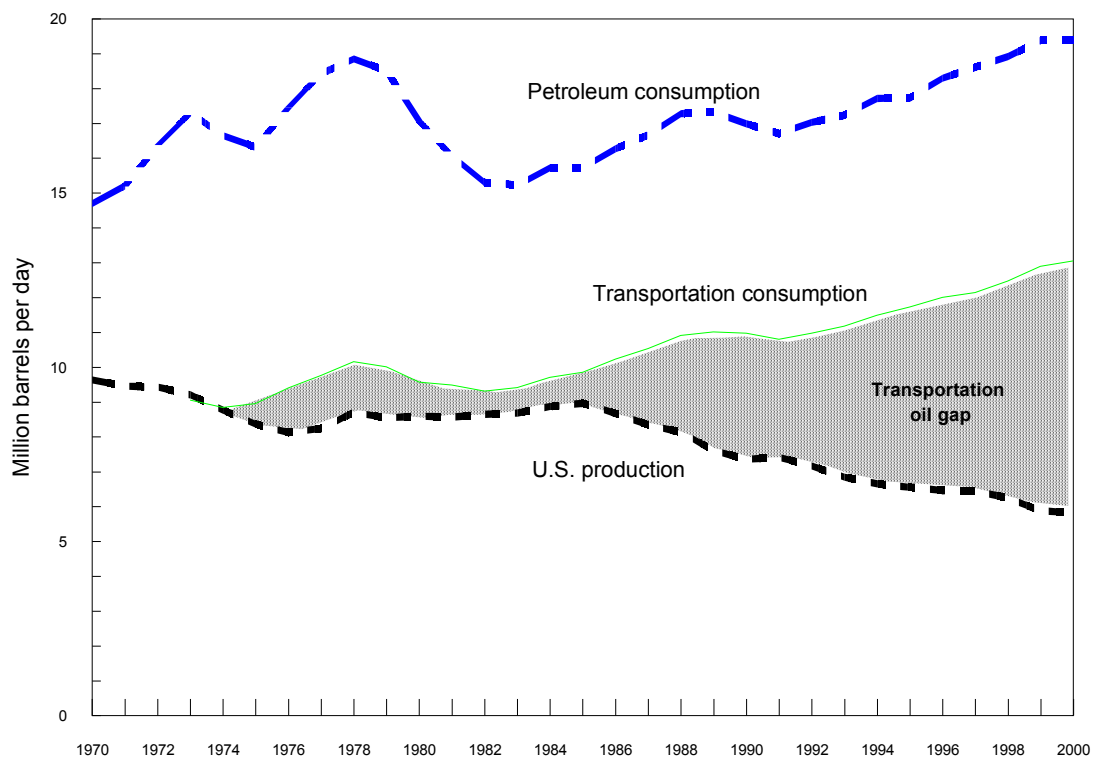 20
Petroleum consumption
15
Transportation consumption
Million barrels per day
10
Transportation
oil gap
U.S. production
5
0
1970 1972 1974 1976 1978 1980 1982 1984 1986 1988 1990 1992 1994 1996 1998 2000